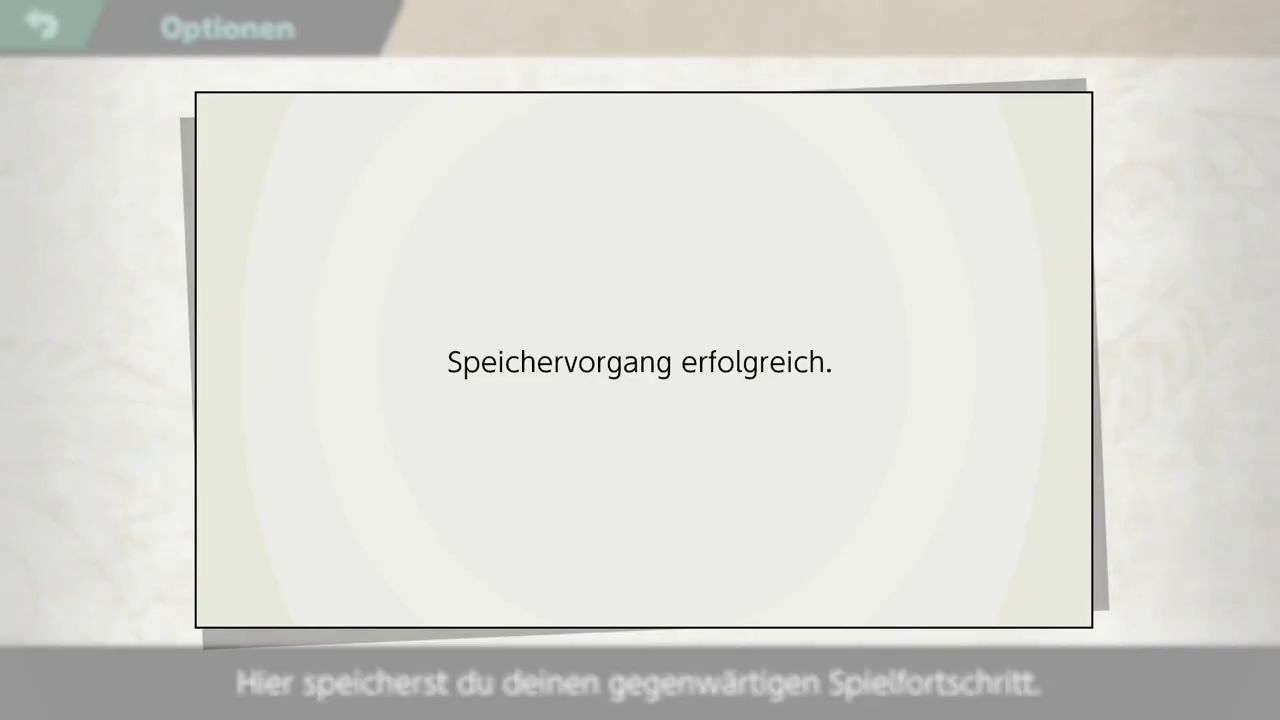 Optionen
Speichervorgang erfolgreich.
Hier speicherst du deinen gegenwärtigen Spielfortschritt.